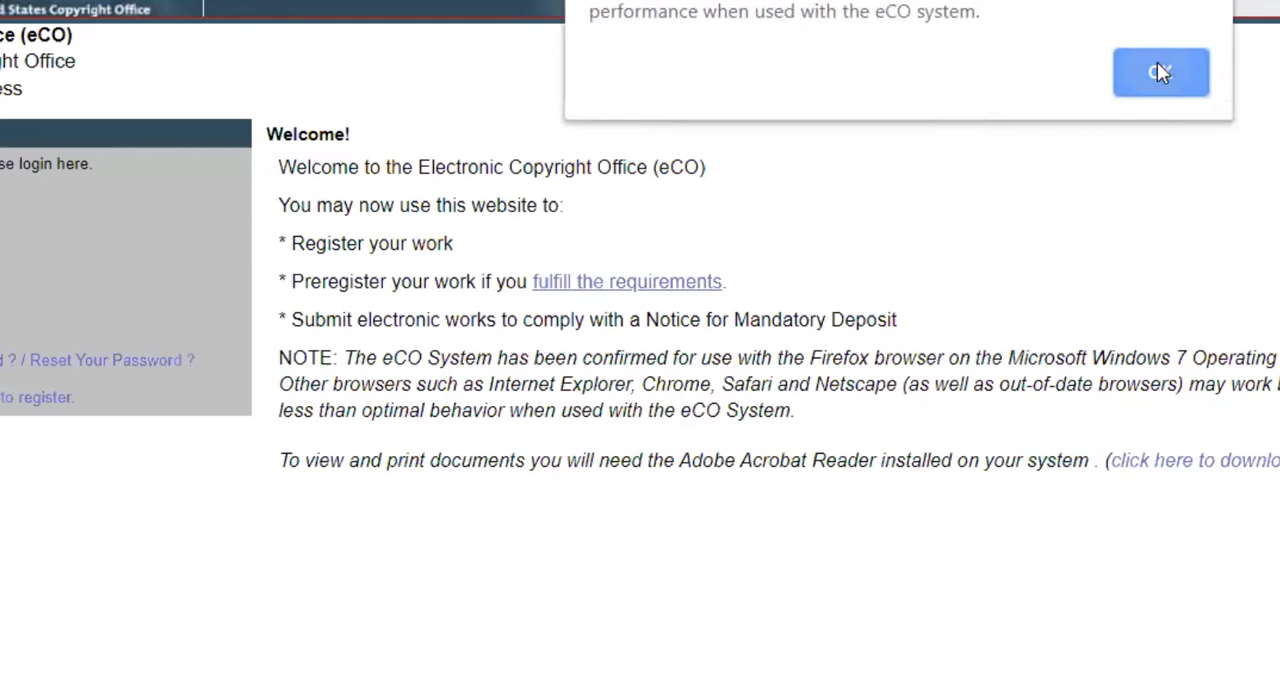 d States Copyright Office
performance when used with the eCO system.
ce (eCO)
ght Office
ess
OK
Welcome!
se login here.
Welcome to the Electronic Copyright Office (eCO)
You may now use this website to:
* Register your work
* Preregister your work if you fulfill the requirements.
* Submit electronic works to comply with a Notice for Mandatory Deposit
d ? / Reset Your Password ?
to register.
NOTE: The eCO System has been confirmed for use with the Firefox browser on the Microsoft Windows 7 Operating
Other browsers such as Internet Explorer, Chrome, Safari and Netscape (as well as out-of-date browsers) may work
less than optimal behavior when used with the eCO System.
To view and print documents you will need the Adobe Acrobat Reader installed on your system . (click here to downlo